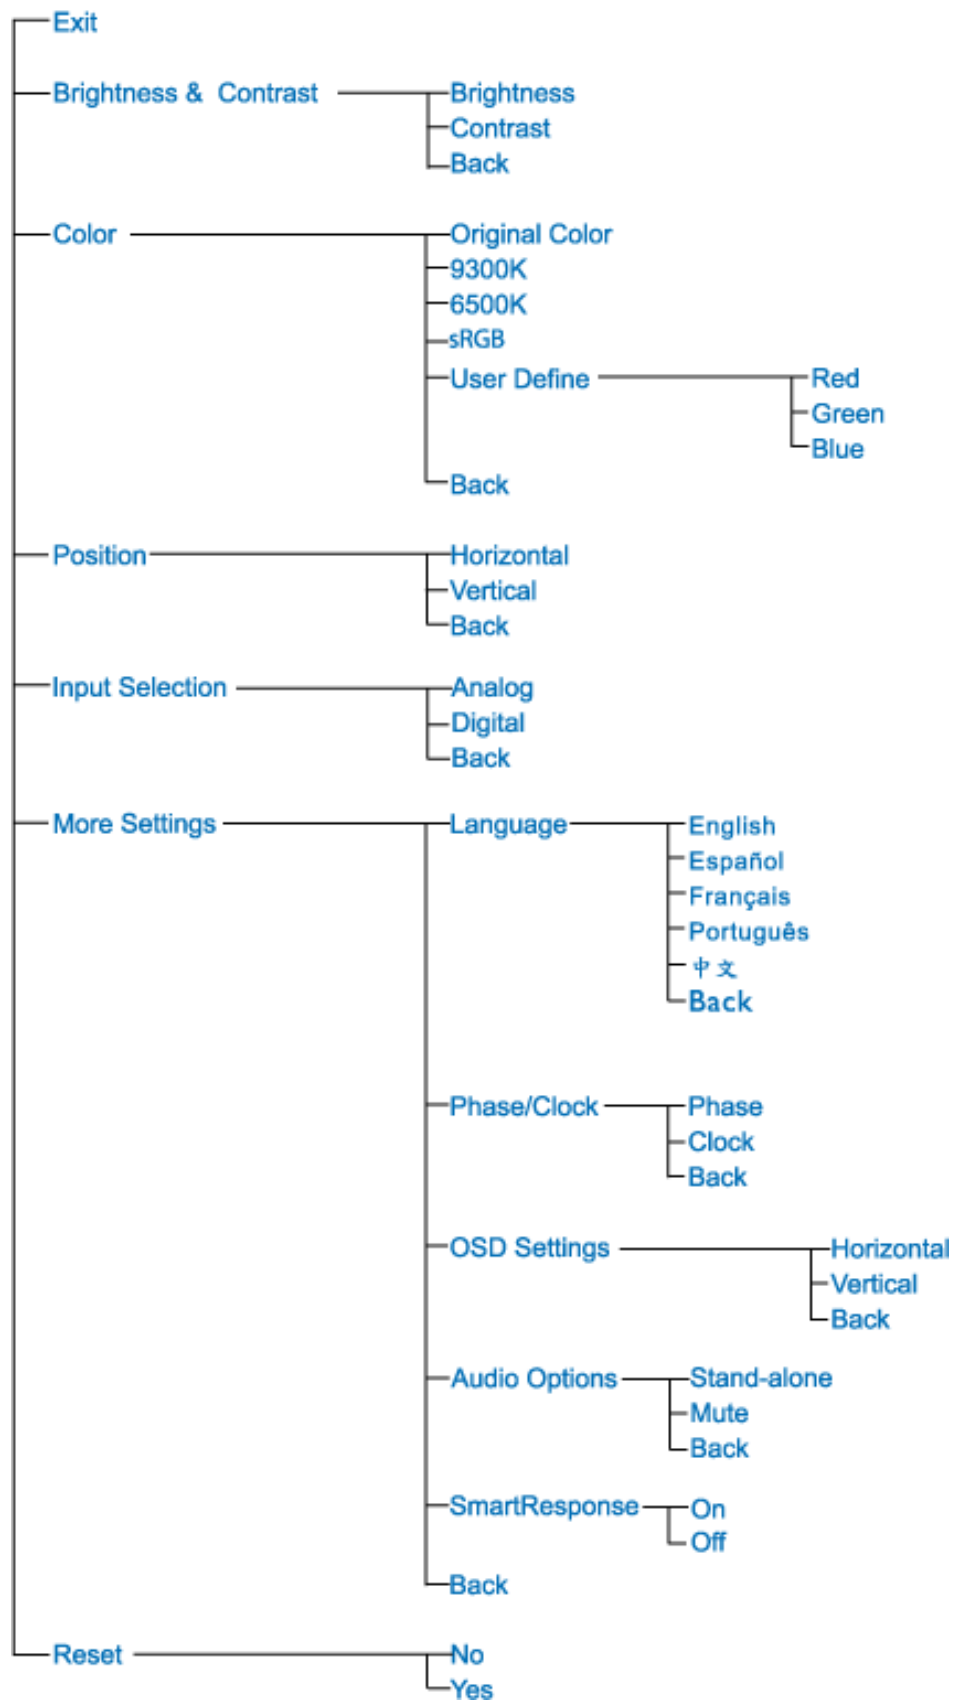 Exit
Brightness & Contrast
Brightness
Contrast
Back
Color
Original Color
9300K
6500K
sRGB
User Define
Red
Green
Blue
Back
Position
Horizontal
Vertical
Back
Input Selection
Analog
Digital
Back
More Settings
Language
English
Español
Français
Português
中文
Back
Phase/Clock
Phase
Clock
Back
OSD Settings
Horizontal
Vertical
Back
Audio Options
Stand-alone
Mute
Back
SmartResponse
On
Off
Back
Reset
No
Yes